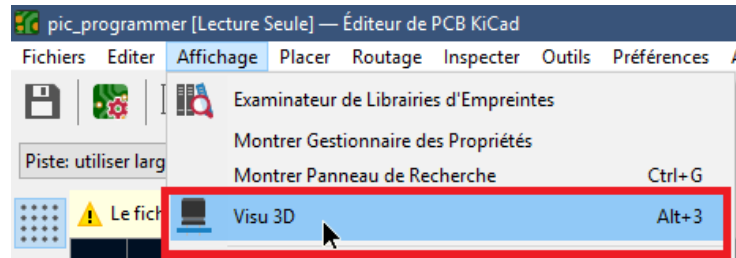 pic_programmer [Lecture Seule] — Éditeur de PCB KiCad
Fichiers Editer Affichage Placer Routage Inspecter Outils Préférences
Examinateur de Librairies d'Empreintes
Montrer Gestionnaire des Propriétés
Piste: utiliser larg
Montrer Panneau de Recherche Ctrl+G
Le fich
Visu 3D Alt+3